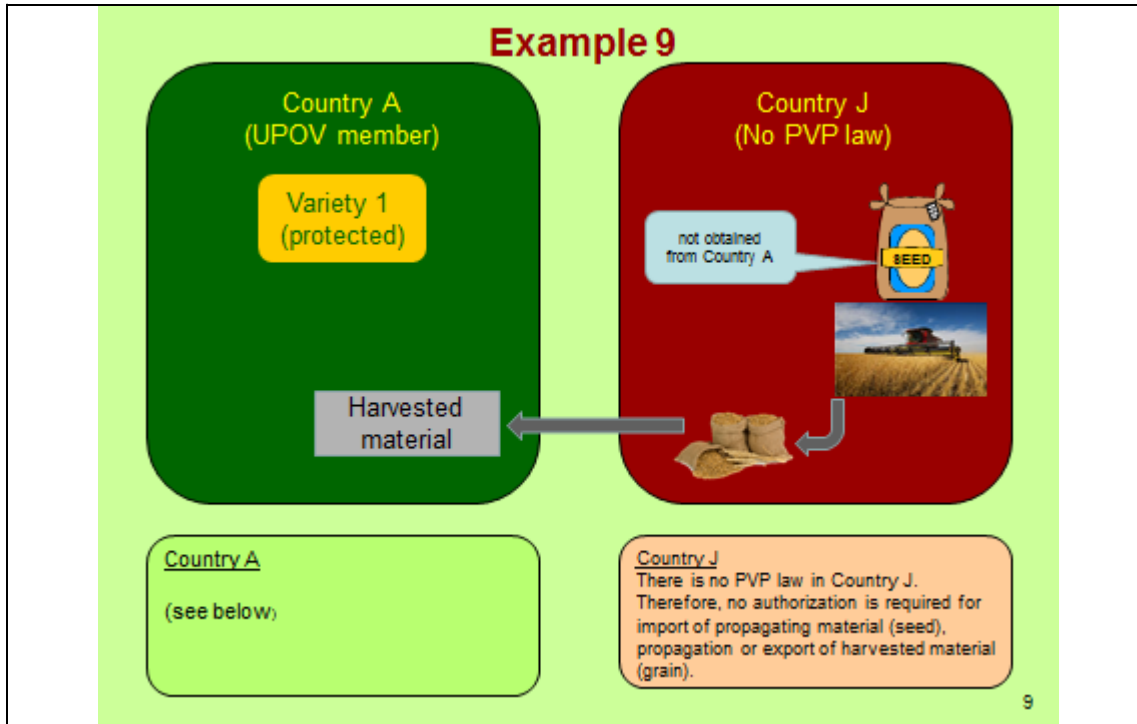 Example 9
Country A
(UPOV member)
Variety 1
(protected)
Harvested
material
Country J
(No PVP law)
not obtained
from Country A
SEED
Country A
(see below)
Country J
There is no PVP law in Country J.
Therefore, no authorization is required for
import of propagating material (seed),
propagation or export of harvested material
(grain).
9